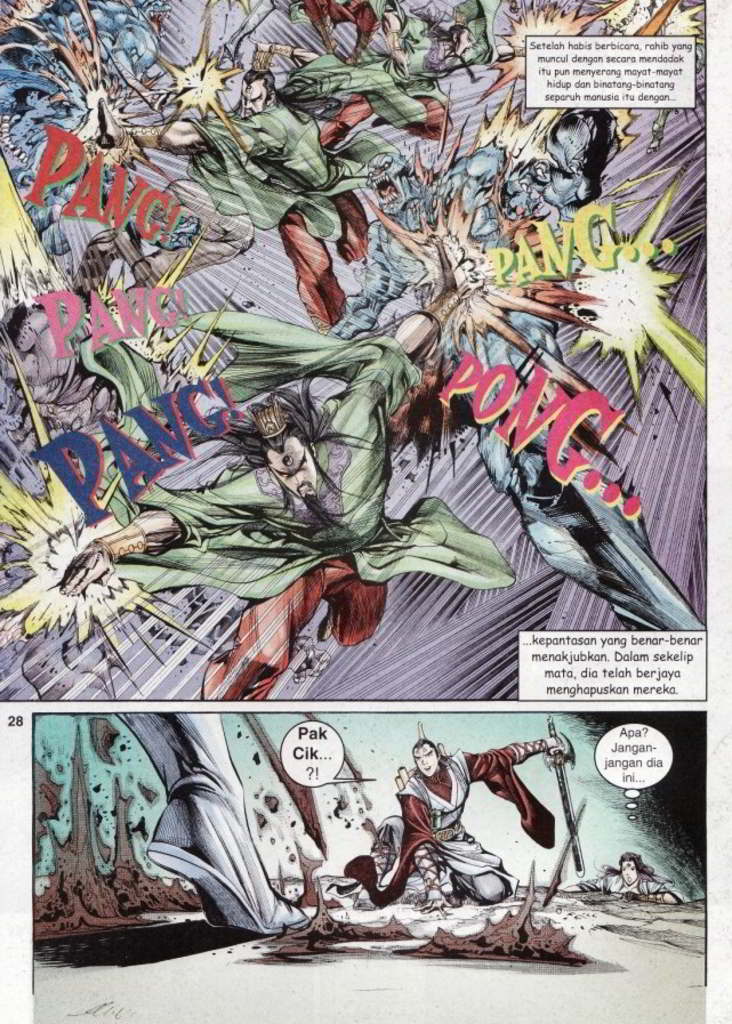 Setelah habis berbicara, rahib yang
muncul dengan secara mendadak
itu pun menyerang mayat-mayat
hidup dan binatang-binatang
separuh manusia itu dengan...
PANG!
PANG...
PANG!
PANG!
PONG...
...kepantasan yang benar-benar
menakjubkan. Dalam sekelip
mata, dia telah berjaya
menghapuskan mereka.
28
Pak
Cik...
?!
Apa?
Jangan-
jangan dia
ini...